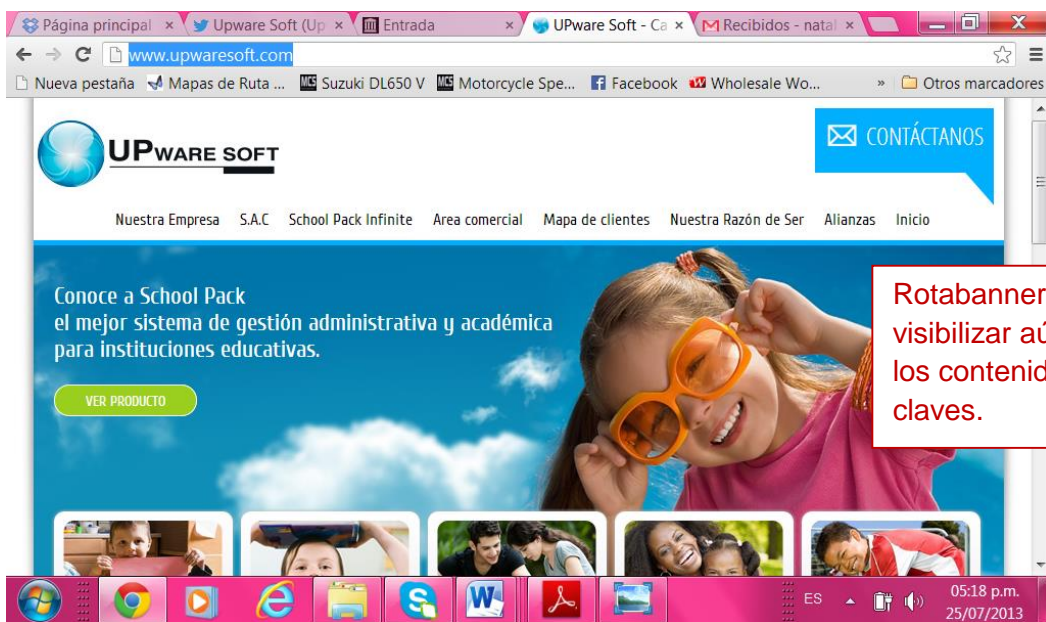 Página principal
Upware Soft (Up
Entrada
UPware Soft - Ca
Recibidos - natal
www.upwaresoft.com
Nueva pestaña
Mapas de Ruta ...
MCS
Suzuki DL650 V
MCS
Motorcycle Spe...
Facebook
Wholesale Wo...
»
Otros marcadores
UPWARE SOFT
CONTÁCTANOS
Nuestra Empresa
S.A.C
School Pack Infinite
Area comercial
Mapa de clientes
Nuestra Razón de Ser
Alianzas
Inicio
Conoce a School Pack
el mejor sistema de gestión administrativa y académica
para instituciones educativas.
VER PRODUCTO
Rotabanner
visibilizar
los
claves.
ES
05:18 p.m.
25/07/2013